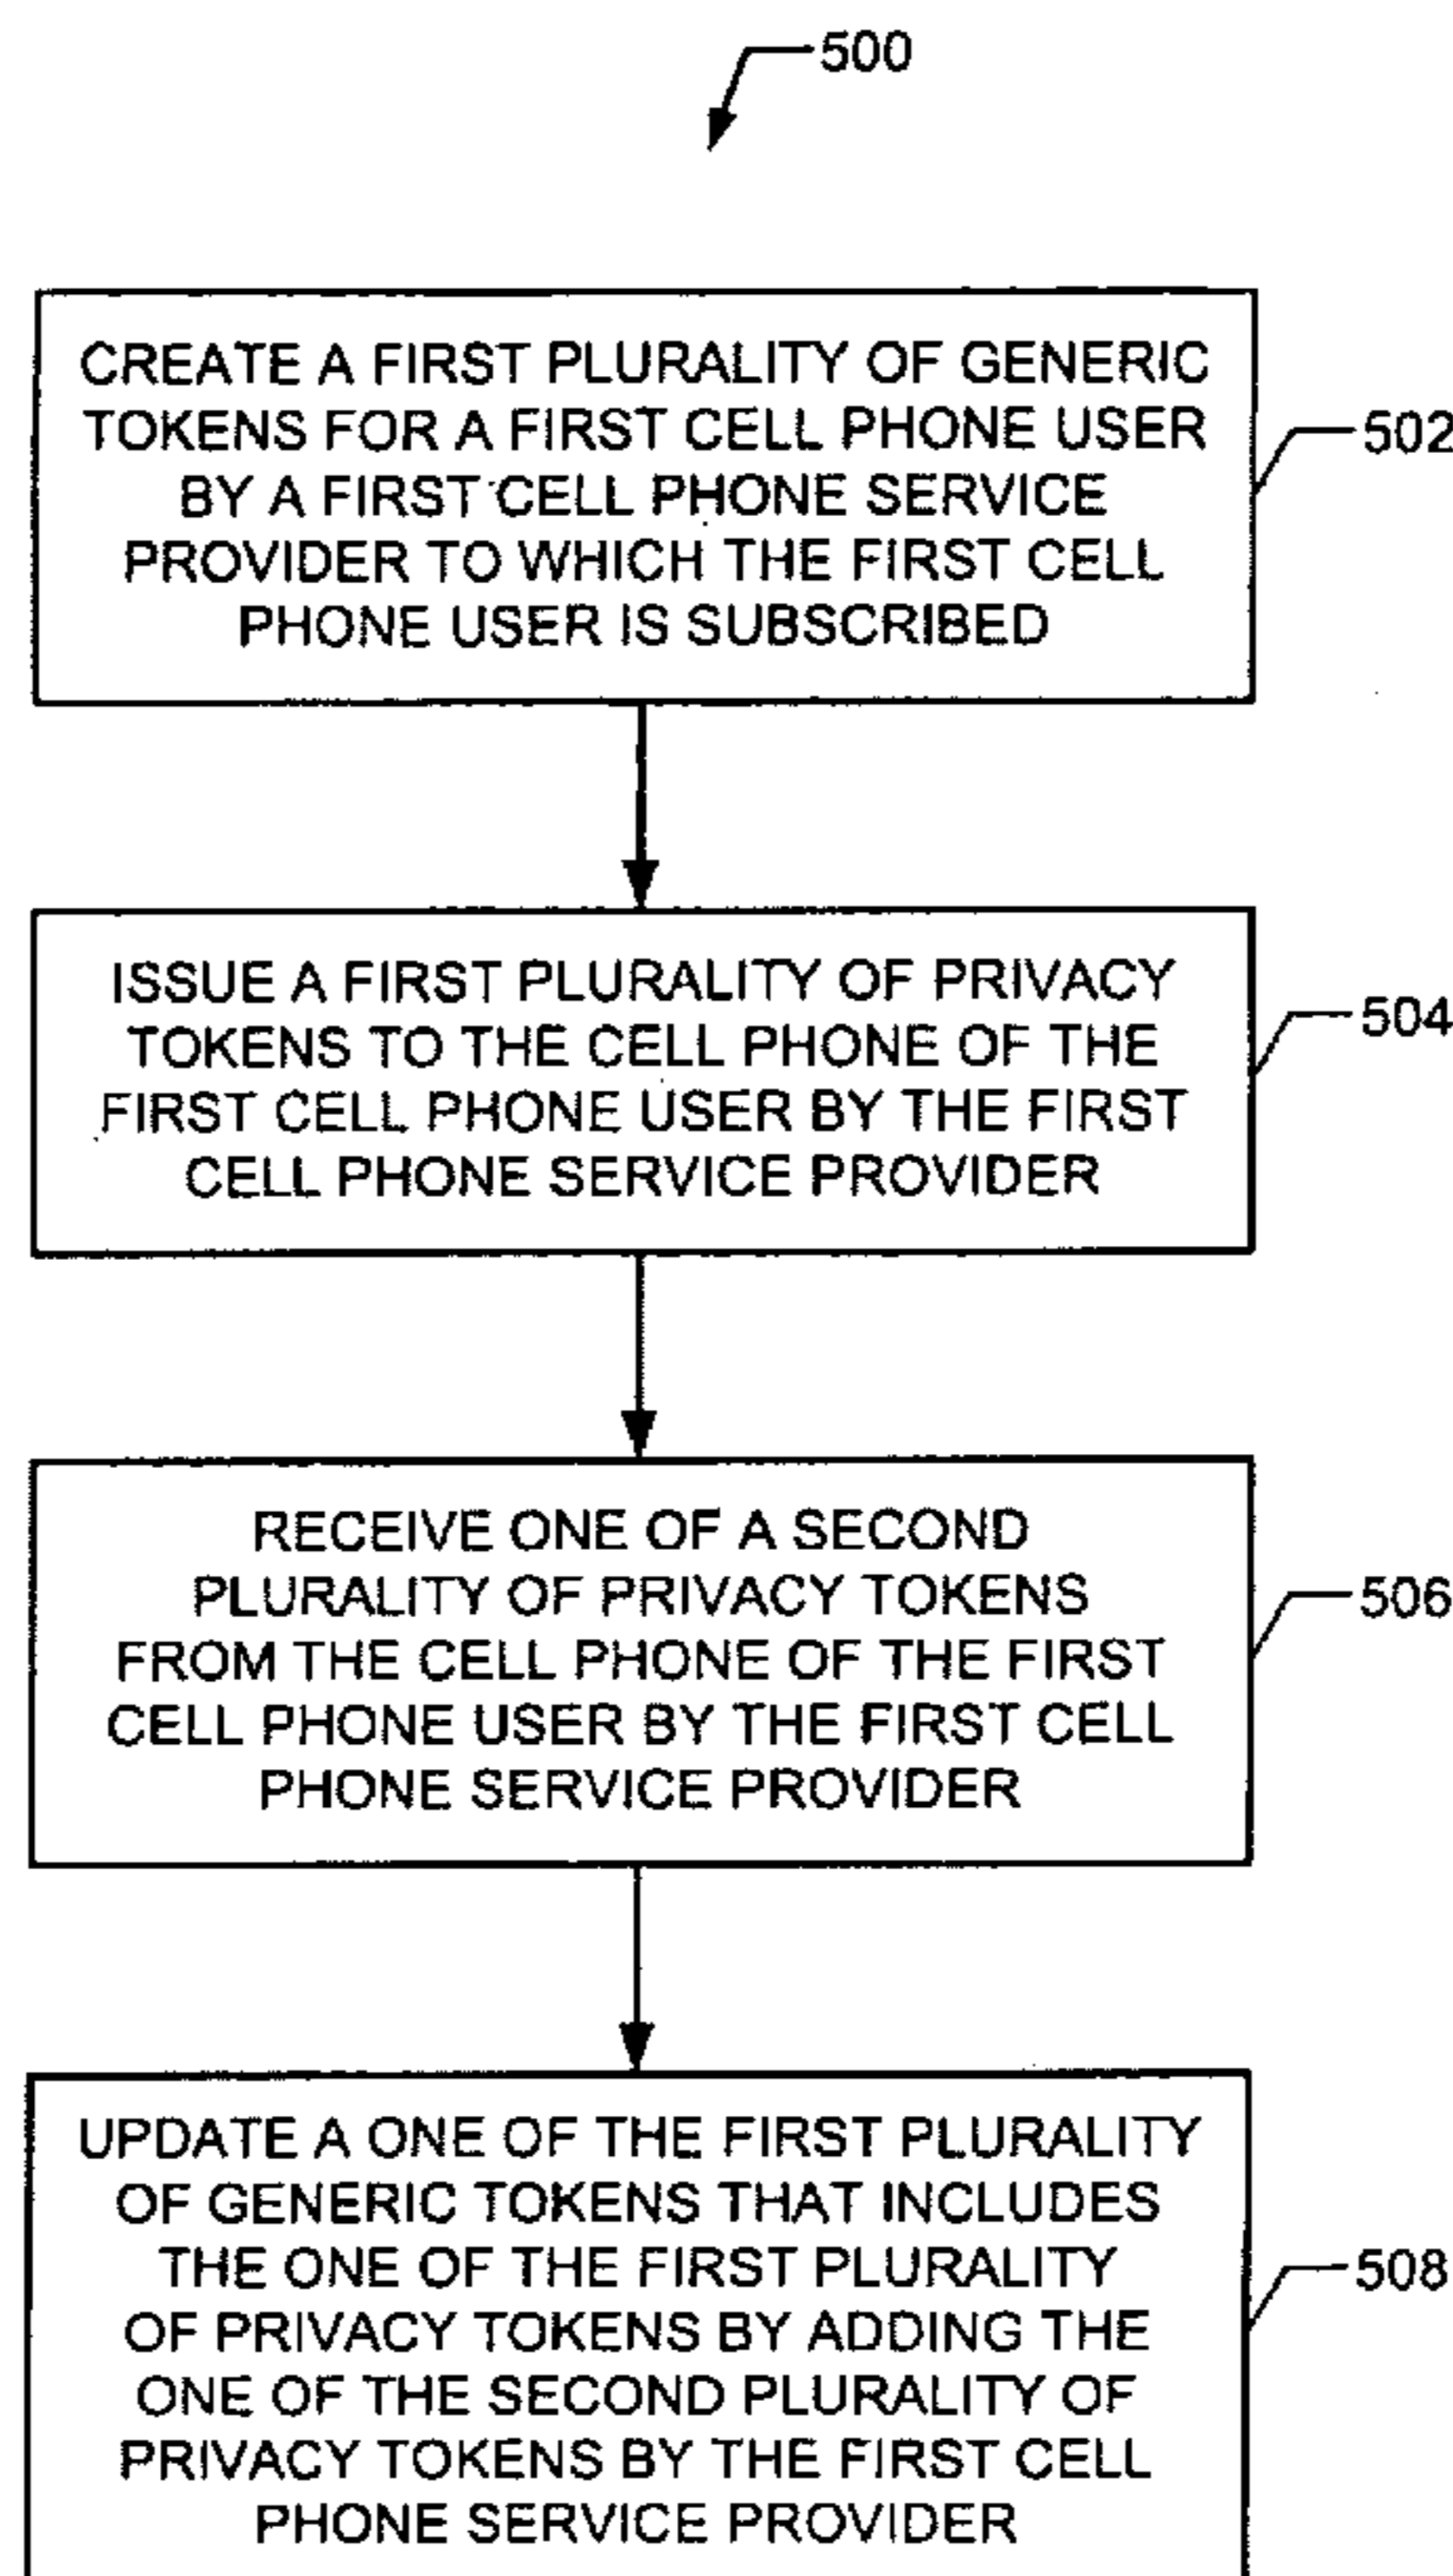 500
CREATE A FIRST PLURALITY OF GENERIC
TOKENS FOR A FIRST CELL PHONE USER
BY A FIRST CELL PHONE SERVICE
PROVIDER TO WHICH THE FIRST CELL
PHONE USER IS SUBSCRIBED
502
ISSUE A FIRST PLURALITY OF PRIVACY
TOKENS TO THE CELL PHONE OF THE
FIRST CELL PHONE USER BY THE FIRST
CELL PHONE SERVICE PROVIDER
504
RECEIVE ONE OF A SECOND
PLURALITY OF PRIVACY TOKENS
FROM THE CELL PHONE OF THE FIRST
CELL PHONE USER BY THE FIRST CELL
PHONE SERVICE PROVIDER
506
UPDATE A ONE OF THE FIRST PLURALITY
OF GENERIC TOKENS THAT INCLUDES
THE ONE OF THE FIRST PLURALITY
OF PRIVACY TOKENS BY ADDING THE
ONE OF THE SECOND PLURALITY OF
PRIVACY TOKENS BY THE FIRST CELL
PHONE SERVICE PROVIDER
508